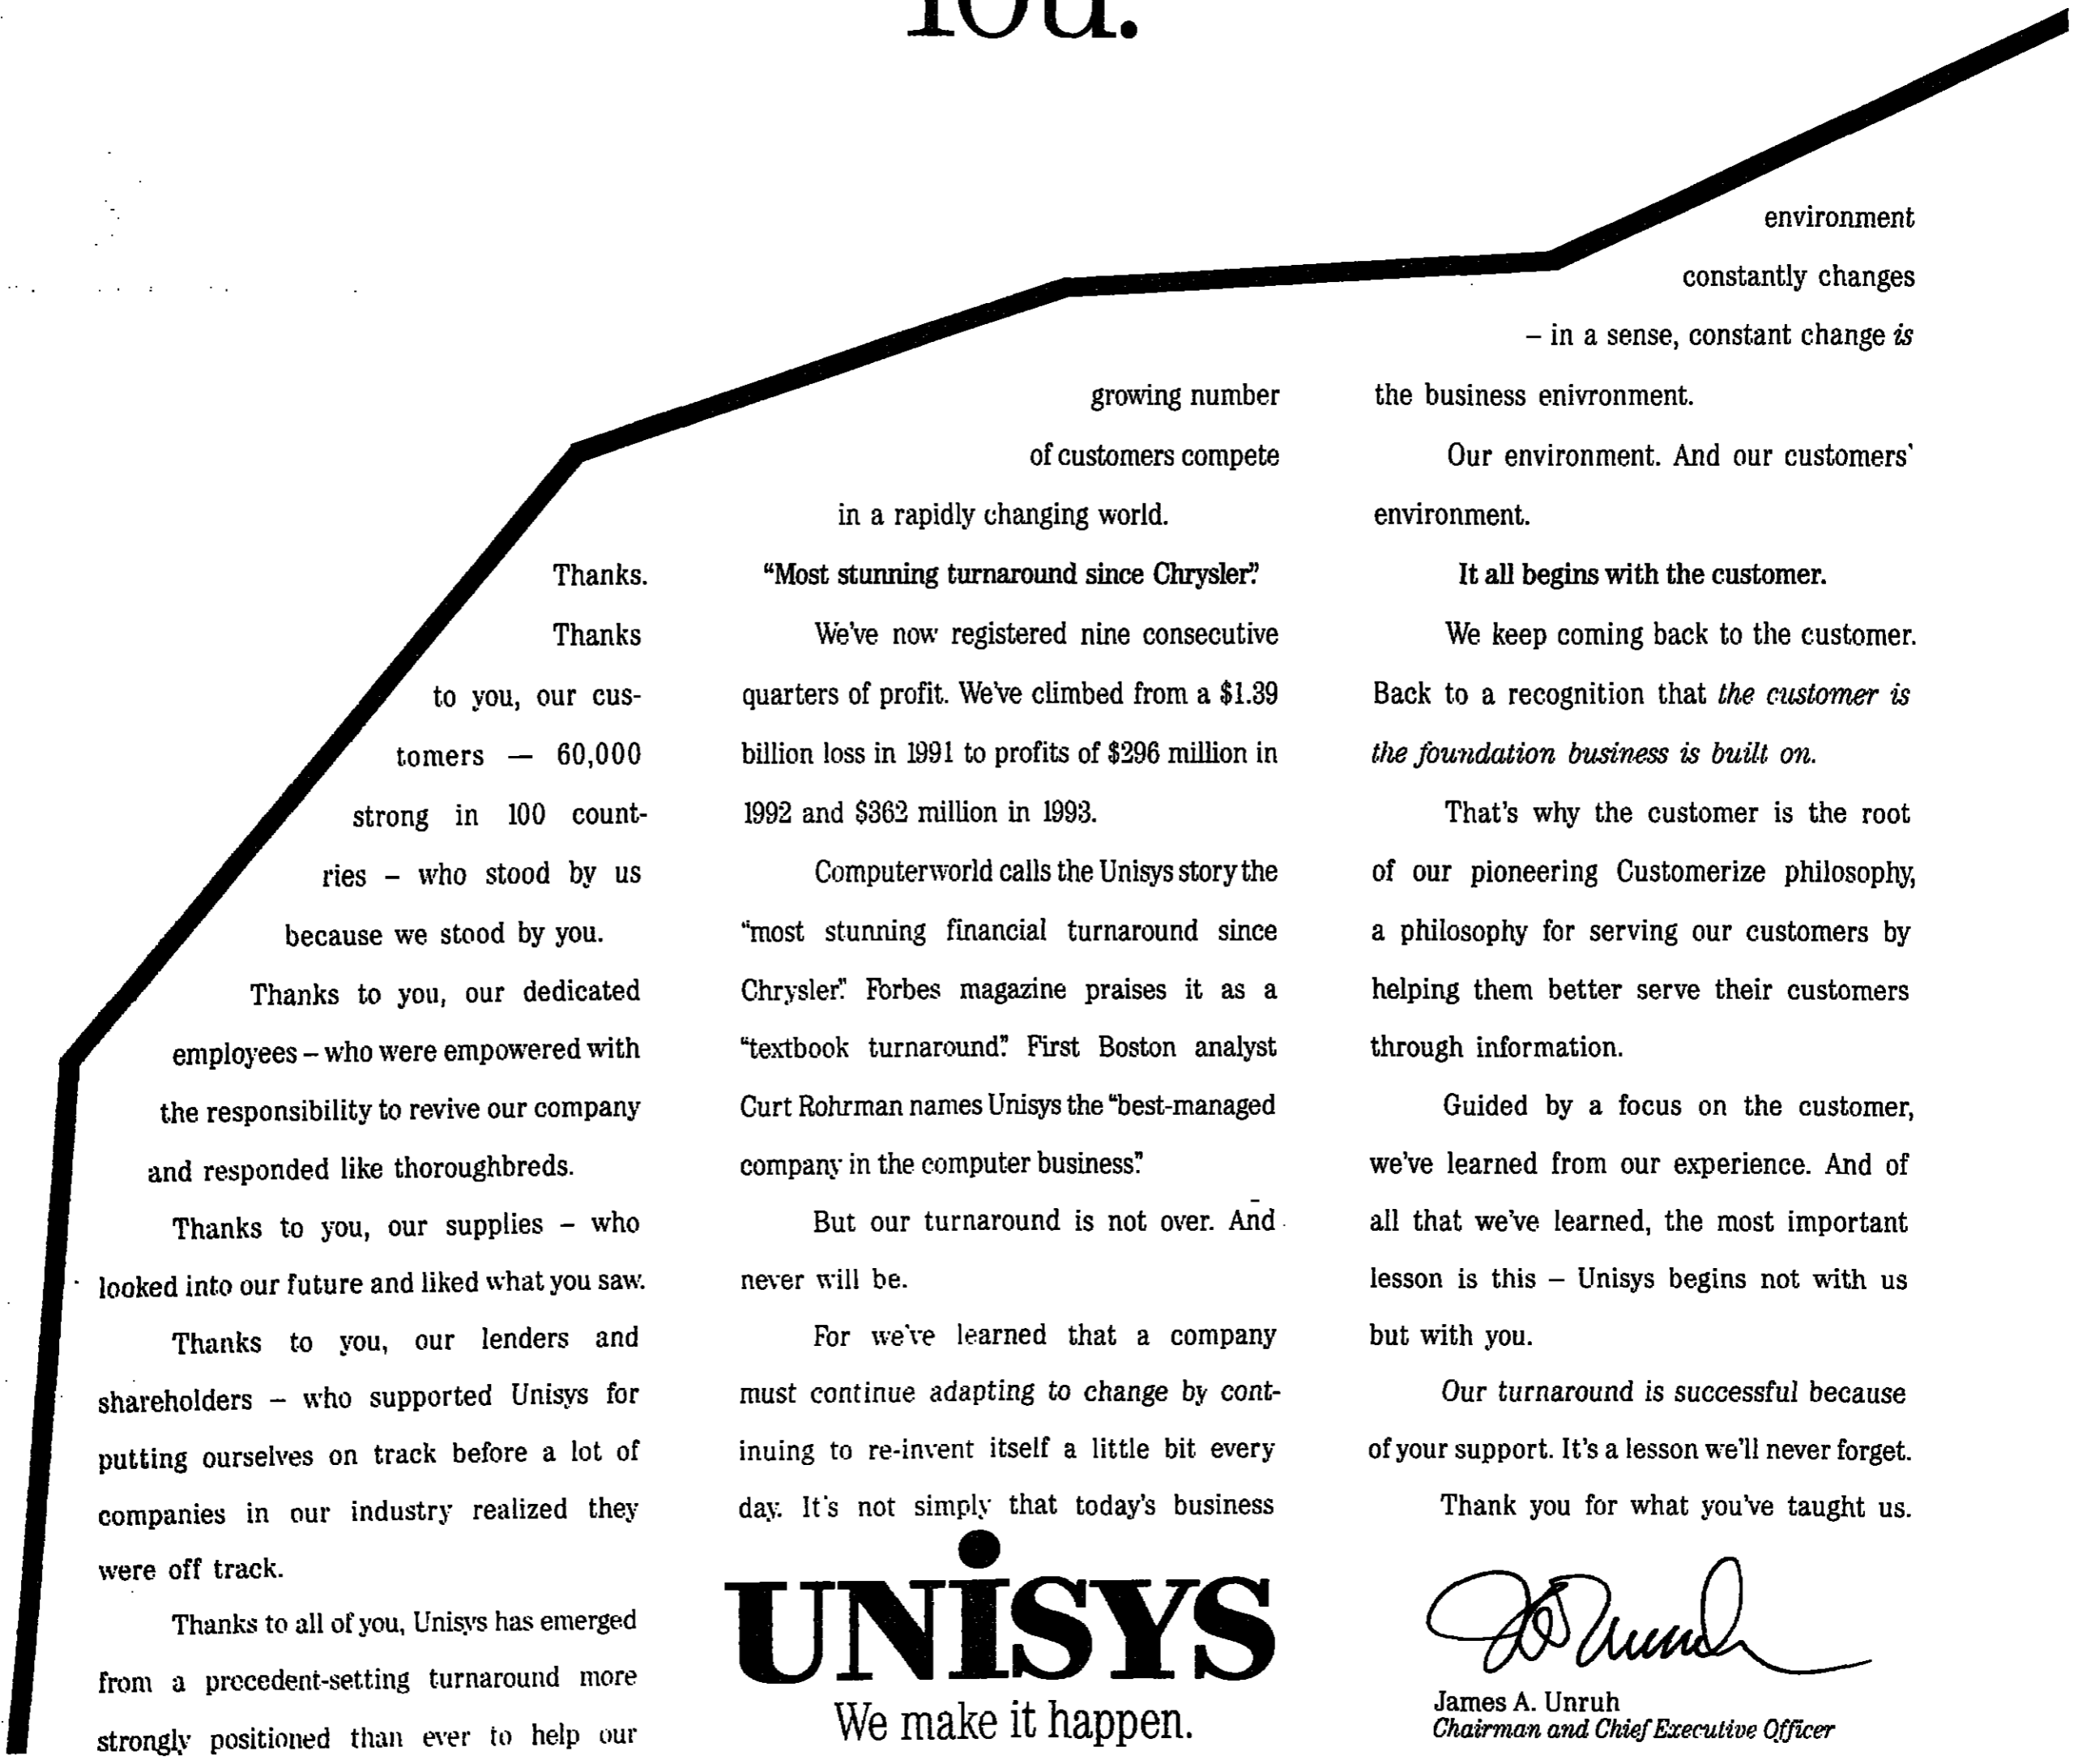 You.
Thanks.
Thanks
to you, our cus-
tomers — 60,000
strong in 100 count-
ries – who stood by us
because we stood by you.
Thanks to you, our dedicated
employees – who were empowered with
the responsibility to revive our company
and responded like thoroughbreds.
Thanks to you, our supplies – who
looked into our future and liked what you saw.
Thanks to you, our lenders and
shareholders – who supported Unisys for
putting ourselves on track before a lot of
companies in our industry realized they
were off track.
Thanks to all of you, Unisys has emerged
from a precedent-setting turnaround more
strongly positioned than ever to help our
growing number
of customers compete
in a rapidly changing world.
“Most stunning turnaround since Chrysler.”
We've now registered nine consecutive
quarters of profit. We've climbed from a $1.39
billion loss in 1991 to profits of $296 million in
1992 and $362 million in 1993.
Computerworld calls the Unisys story the
“most stunning financial turnaround since
Chrysler.” Forbes magazine praises it as a
“textbook turnaround.” First Boston analyst
Curt Rohrman names Unisys the “best-managed
company in the computer business.”
But our turnaround is not over. And
never will be.
For we've learned that a company
must continue adapting to change by cont-
inuing to re-invent itself a little bit every
day. It's not simply that today's business
environment
constantly changes
– in a sense, constant change is
the business enivronment.
Our environment. And our customers'
environment.
It all begins with the customer.
We keep coming back to the customer.
Back to a recognition that the customer is
the foundation business is built on.
That's why the customer is the root
of our pioneering Customerize philosophy,
a philosophy for serving our customers by
helping them better serve their customers
through information.
Guided by a focus on the customer,
we've learned from our experience. And of
all that we've learned, the most important
lesson is this – Unisys begins not with us
but with you.
Our turnaround is successful because
of your support. It's a lesson we'll never forget.
Thank you for what you've taught us.
UNiSYS
We make it happen.
James A. Unruh
Chairman and Chief Executive Officer